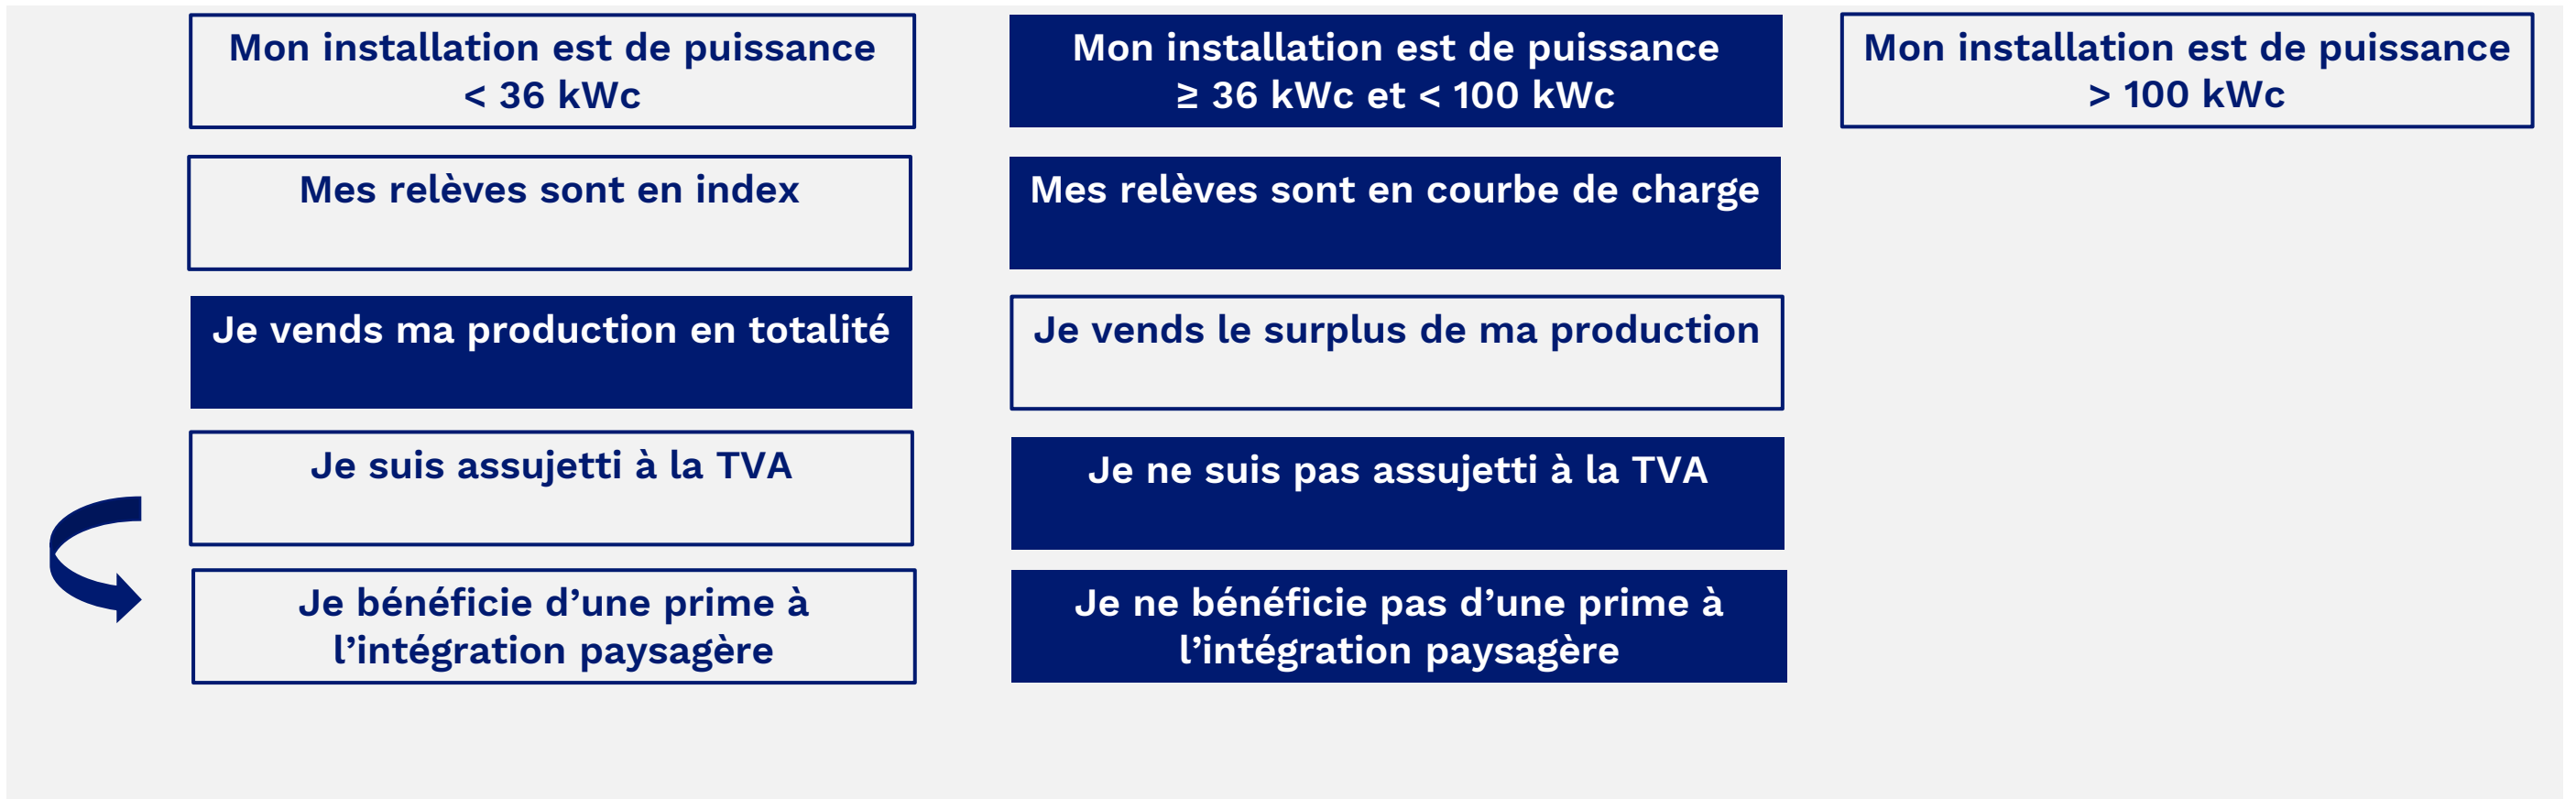 Mon installation est de puissance
< 36 kWc
Mon installation est de puissance
≥ 36 kWc et < 100 kWc
Mon installation est de puissance
> 100 kWc
Mes relèves sont en index
Mes relèves sont en courbe de charge
Je vends ma production en totalité
Je vends le surplus de ma production
Je suis assujetti à la TVA
Je ne suis pas assujetti à la TVA
Je bénéficie d’une prime à
l’intégration paysagère
Je ne bénéficie pas d’une prime à
l’intégration paysagère